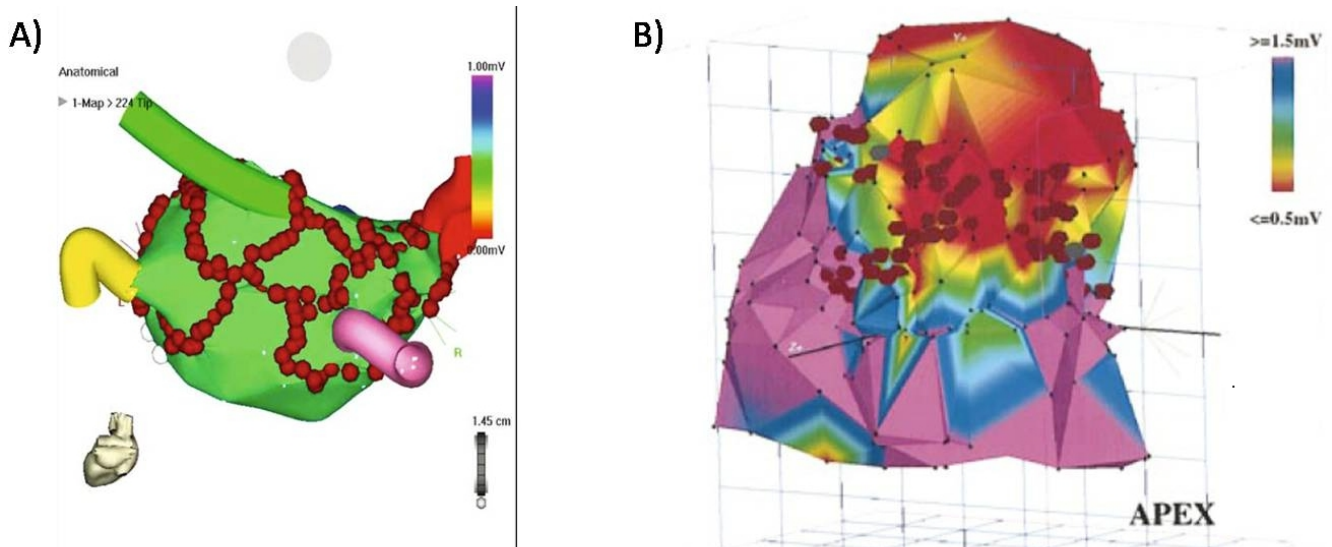 A)
Anatomical
1-Map > 224 Tip
1.00mV
0.00mV
L
R
1.45 cm
B)
>=1.5mV
<=0.5mV
APEX